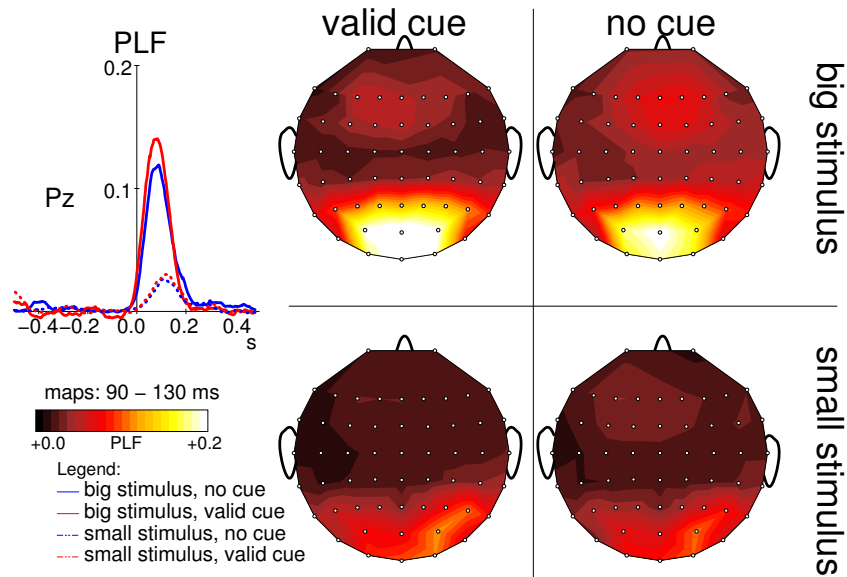 valid cue
no cue
PLF
0.2
0.1
Pz
−0.4 −0.2 0.0 0.2 0.4
s
big stimulus
small stimulus
maps: 90 − 130 ms
+0.0 PLF +0.2
Legend:
big stimulus, no cue
big stimulus, valid cue
small stimulus, no cue
small stimulus, valid cue